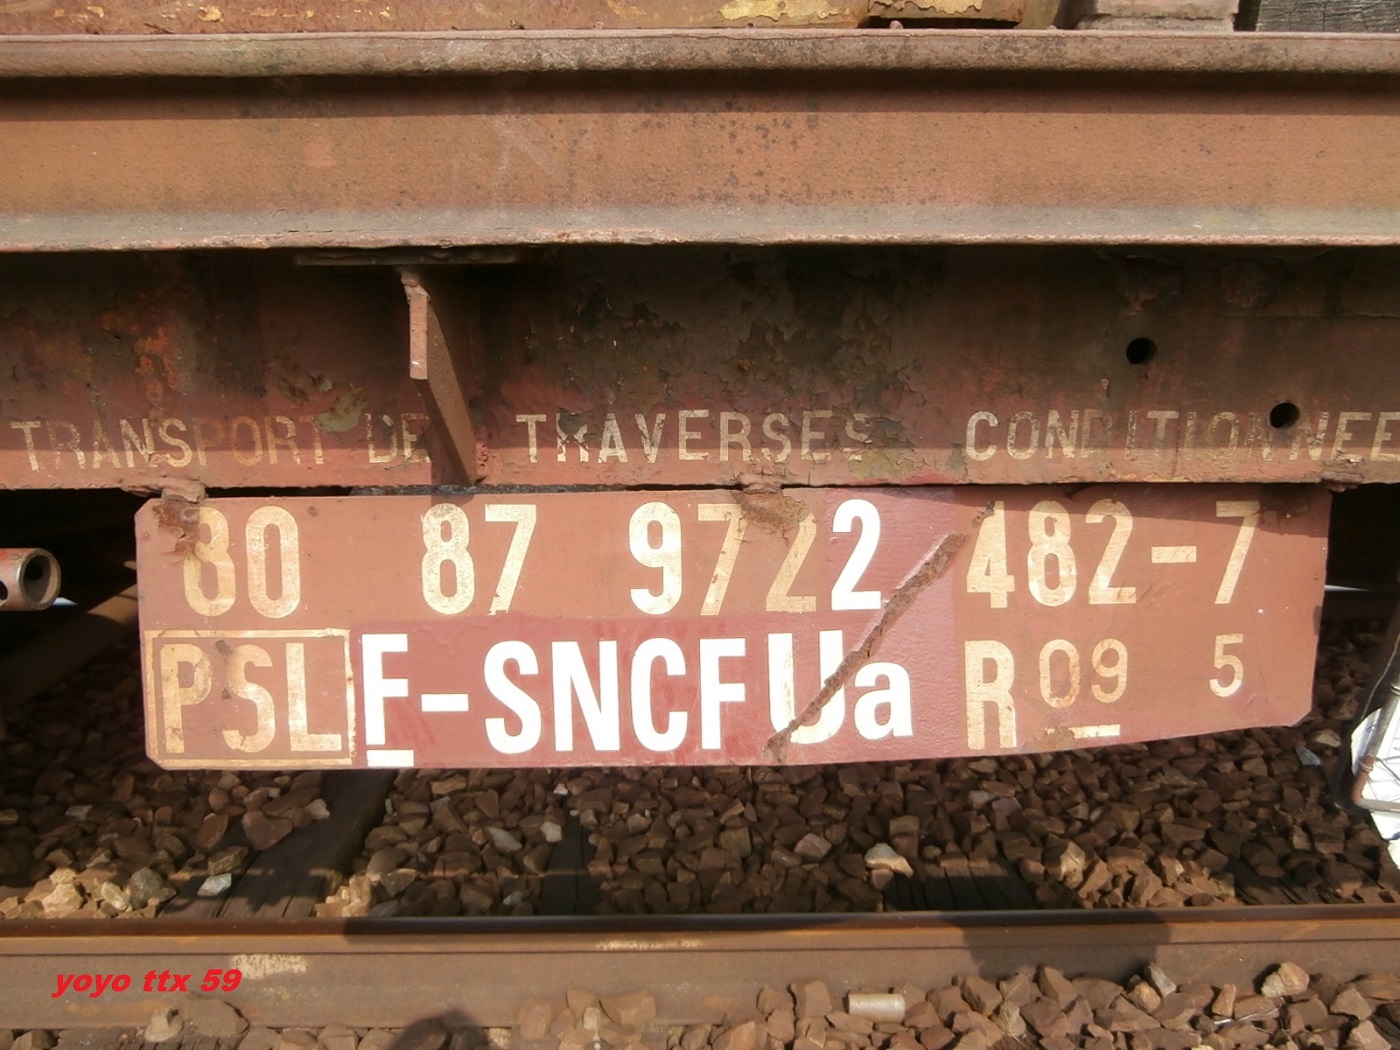 TRANSPORT DE TRAVERSES CONDITIONNEE
80 87 9722 482-7
PSL F-SNCF Ua R 09 5
yoyo ttx 59